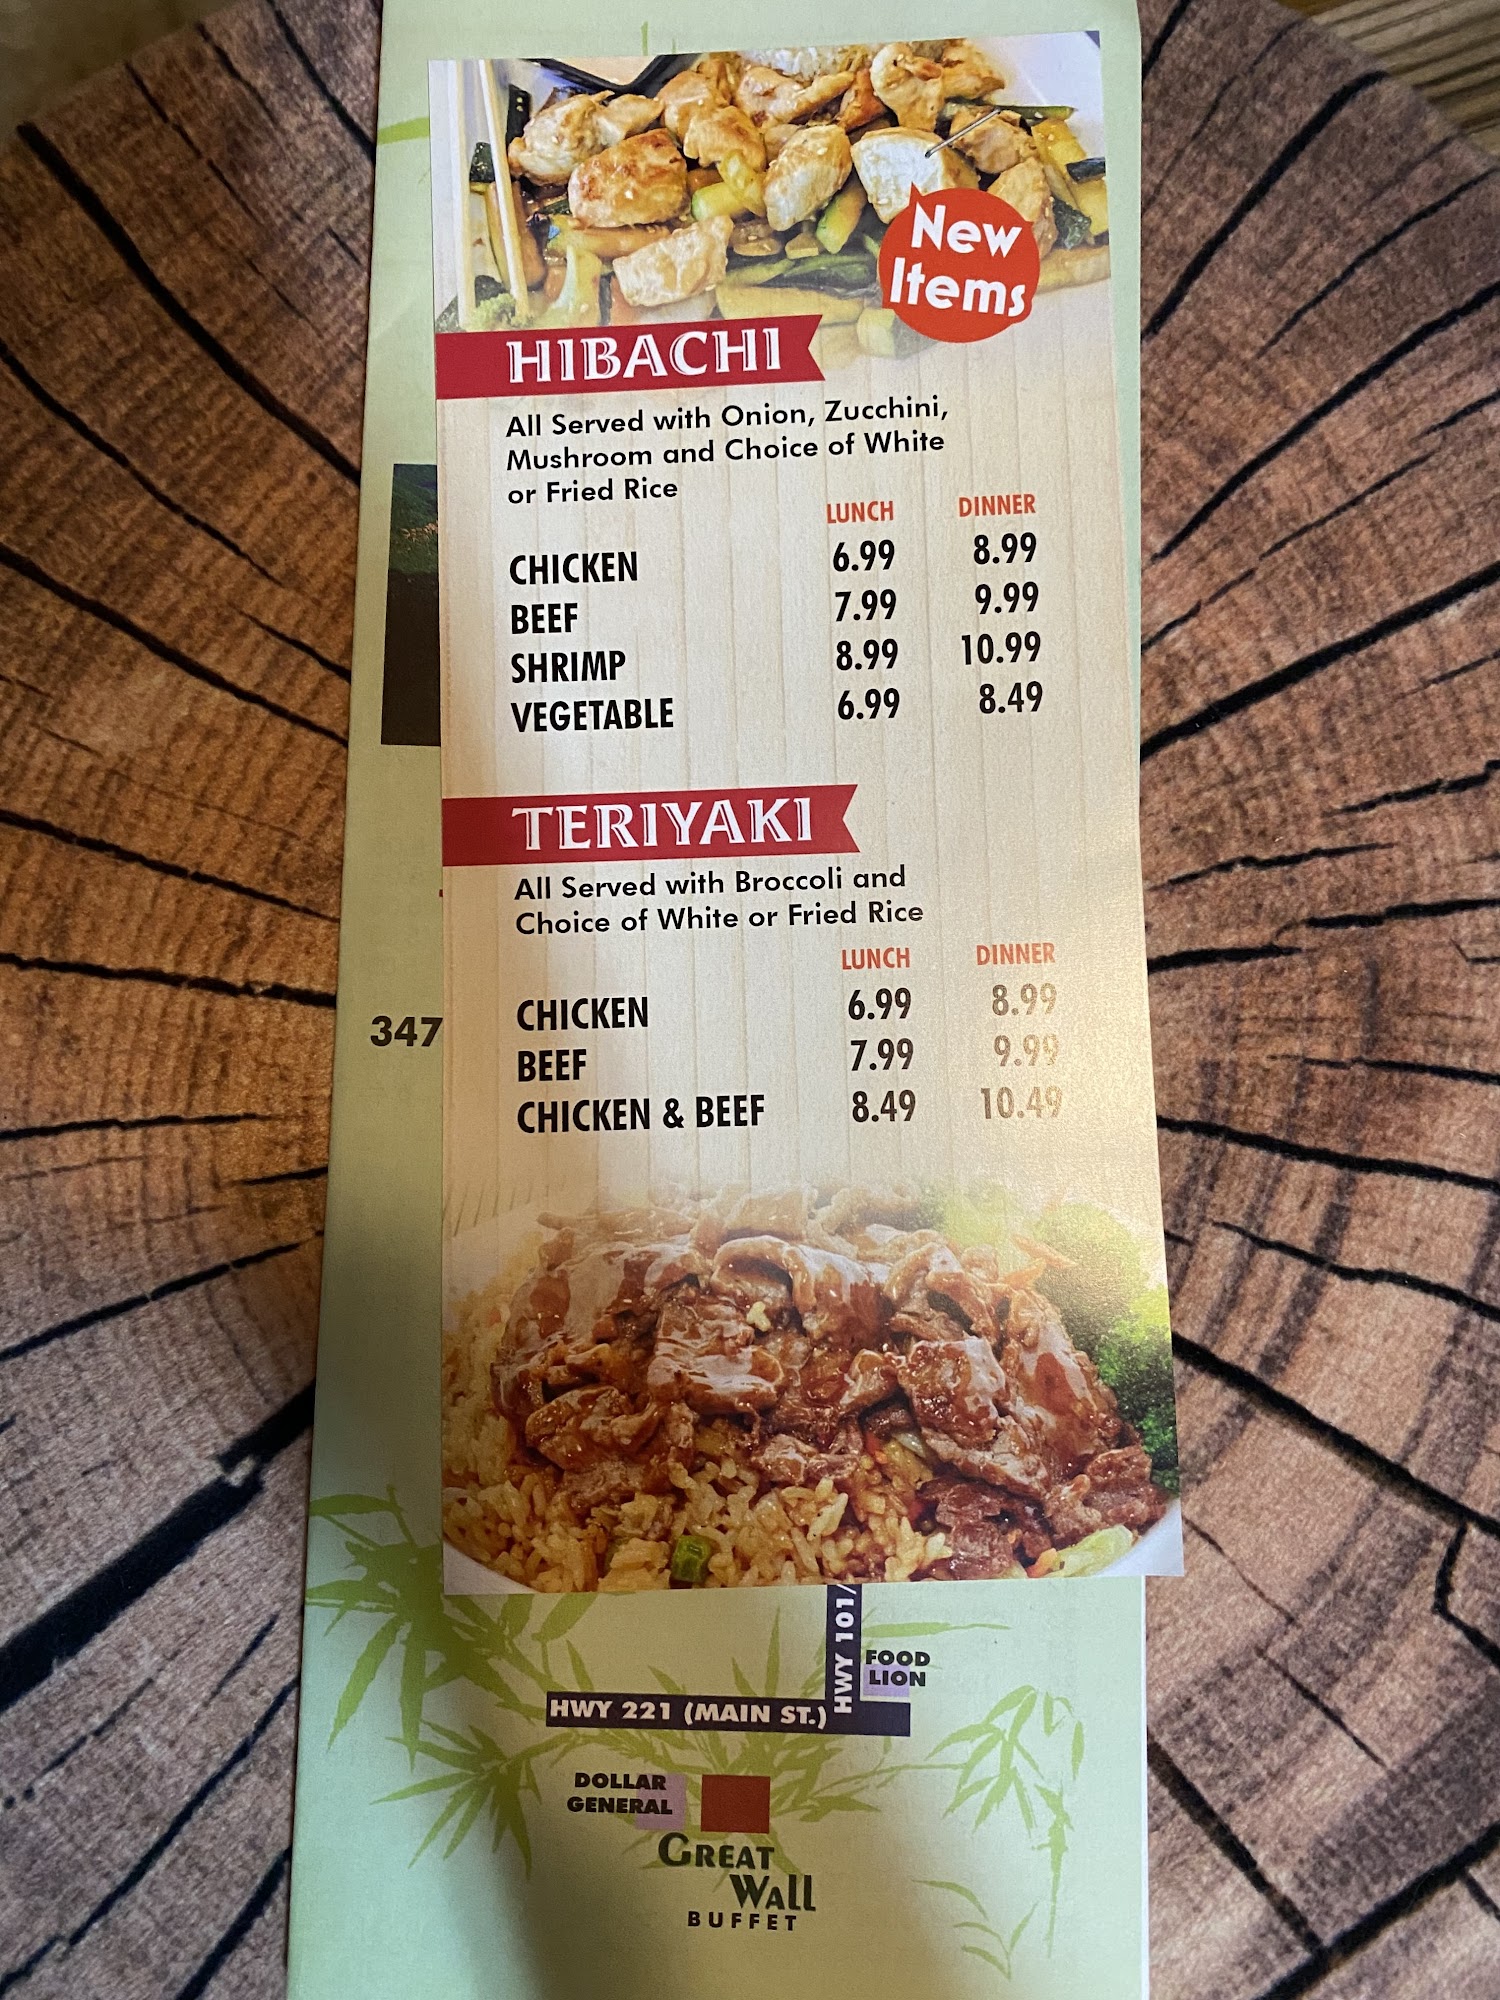 New
Items
HIBACHI
All Served with Onion, Zucchini,
Mushroom and Choice of White
or Fried Rice
LUNCH DINNER
CHICKEN 6.99 8.99
BEEF 7.99 9.99
SHRIMP 8.99 10.99
VEGETABLE 6.99 8.49
TERIYAKI
All Served with Broccoli and
Choice of White or Fried Rice
LUNCH DINNER
CHICKEN 6.99 8.99
BEEF 7.99 9.99
CHICKEN & BEEF 8.49 10.49
347
HWY 101/
FOOD
LION
HWY 221 (MAIN ST.)
DOLLAR
GENERAL
GREAT
WALL
BUFFET